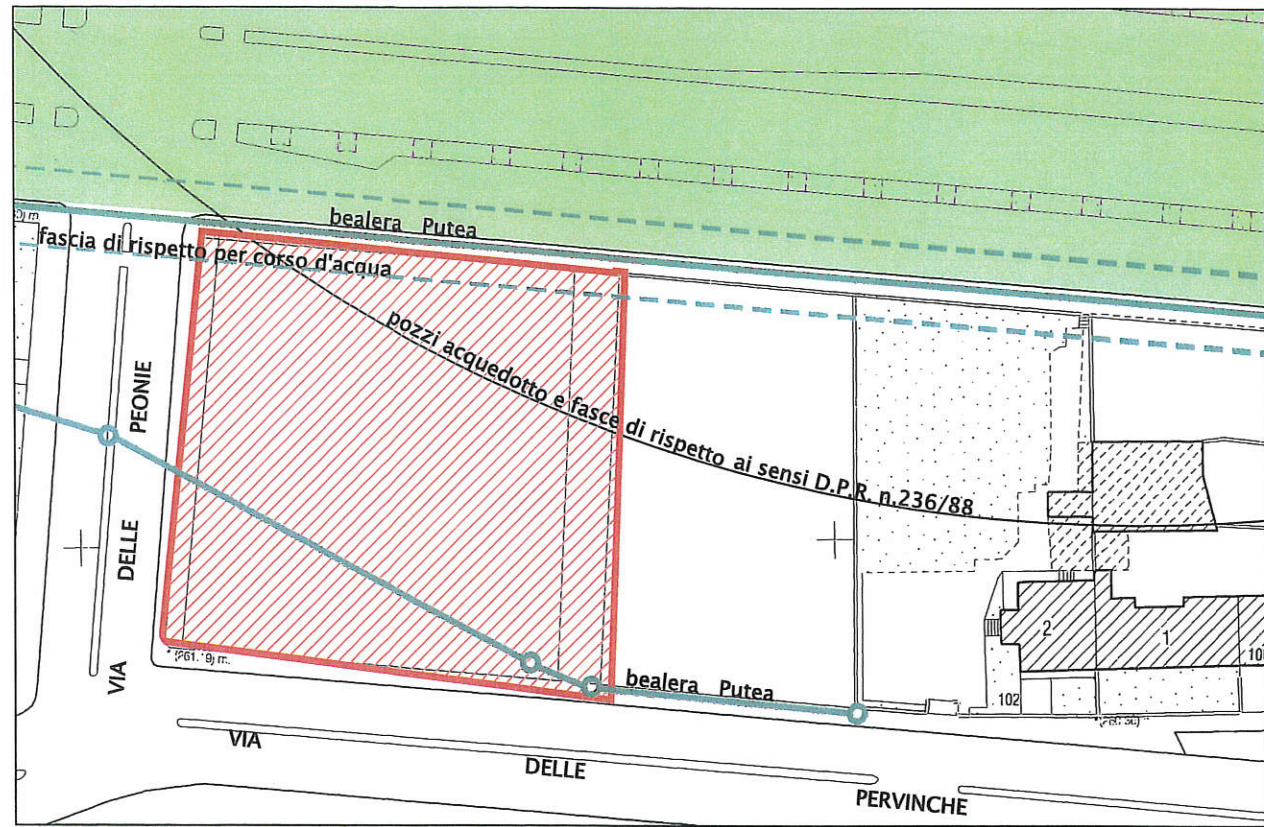 bealera Putea
fascia di rispetto per corso d'acqua
pozzi acquedotto e fasce di rispetto ai sensi D.P.R. n.236/88
VIA DELLE PEONIE
2
1
102
bealera Putea
VIA DELLE PERVINCHE